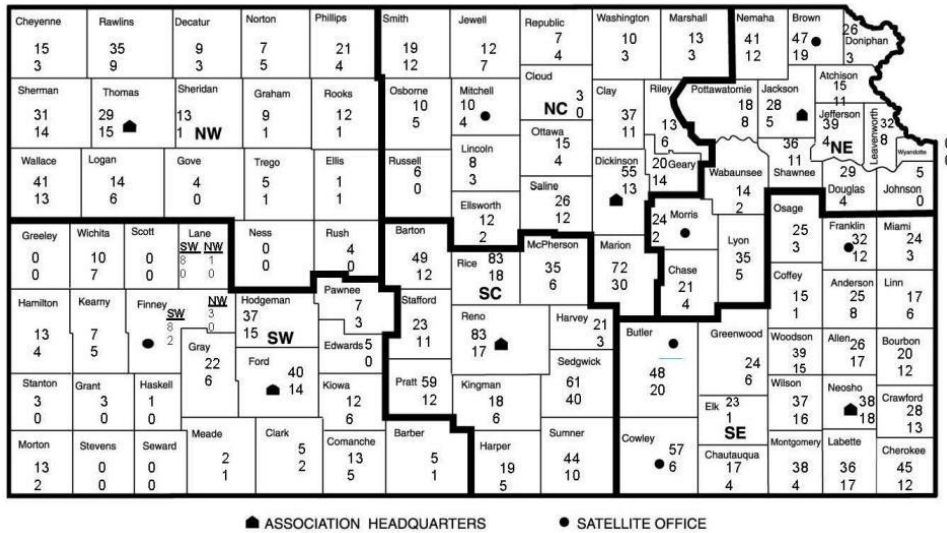 Cheyenne
15
3
Rawlins
35
9
Decatur
9
3
Norton
7
5
Phillips
21
4
Smith
19
12
Jewell
12
7
Republic
7
4
Washington
10
3
Marshall
13
3
Nemaha
41
12
Brown
47
19
26
Doniphan
3
Sherman
31
14
Thomas
29
15
Sheridan
13
1
NW
Graham
9
1
Rooks
12
1
Osborne
10
5
Mitchell
10
4
Cloud
3
0
NC
Clay
37
11
Riley
13
6
Pottawatomie
18
8
Jackson
28
5
Atchison
15
11
Jefferson
39
4
NE
Leavenworth
32
8
Wyandotte
Wallace
41
13
Logan
14
6
Gove
4
0
Trego
5
1
Ellis
1
1
Russell
6
0
Lincoln
8
3
Ottawa
15
4
Dickinson
55
13
20
Geary
14
Wabaunsee
14
2
36
11
Shawnee
29
Douglas
4
5
Johnson
0
Ellsworth
12
2
Saline
26
12
24
Morris
2
Lyon
35
5
Osage
25
3
Franklin
32
12
Miami
24
3
Greeley
0
0
Wichita
10
7
Scott
0
0
Lane
SW NW
8 1
0 0
Ness
0
0
Rush
4
0
Barton
49
12
Rice
83
18
SC
McPherson
35
6
Marion
72
30
Chase
21
4
Coffey
15
1
Anderson
25
8
Linn
17
6
Hamilton
13
4
Kearny
7
5
Finney
SW NW
8 3
2 0
Hodgeman
37
15
SW
Pawnee
7
3
Stafford
23
11
Reno
83
17
Harvey
21
3
Butler
48
20
Greenwood
24
6
Woodson
39
15
Allen
26
17
Bourbon
20
12
Gray
22
6
Ford
40
14
Edwards
5
0
Stanton
3
0
Grant
3
0
Haskell
1
0
Kiowa
12
6
Pratt
59
12
Kingman
18
6
Sedgwick
61
40
Elk
23
1
SE
Wilson
37
16
Neosho
38
18
Crawford
28
13
Morton
13
2
Stevens
0
0
Seward
0
0
Meade
2
1
Clark
5
2
Comanche
13
5
Barber
5
1
Harper
19
5
Sumner
44
10
Cowley
57
6
Chautauqua
17
4
Montgomery
38
4
Labette
36
17
Cherokee
45
12
ASSOCIATION HEADQUARTERS
SATELLITE OFFICE